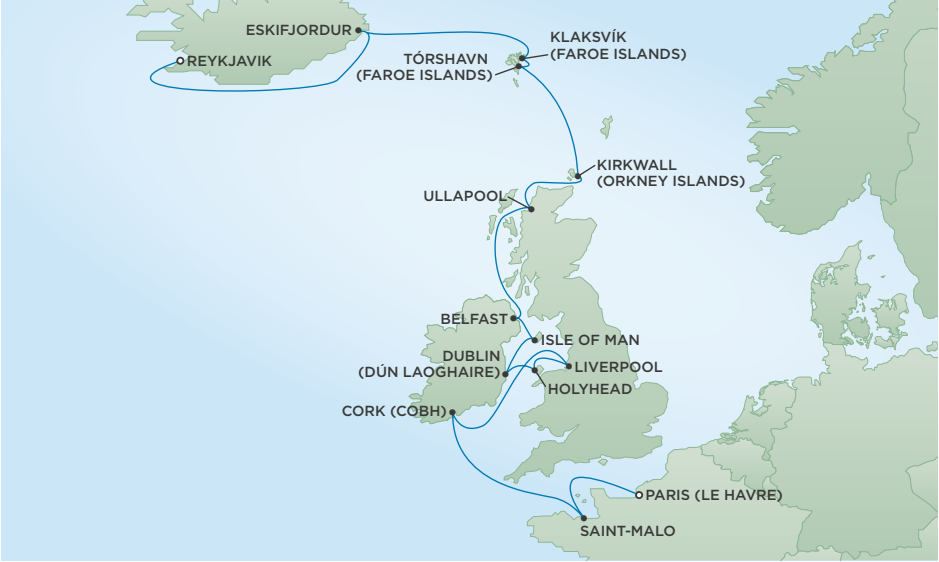 ESKIFJORDUR
REYKJAVIK
KLAKSVÍK
(FAROE ISLANDS)
TÓRSHAVN
(FAROE ISLANDS)
KIRKWALL
(ORKNEY ISLANDS)
ULLAPOOL
BELFAST
ISLE OF MAN
DUBLIN
(DÚN LAOGHAIRE)
LIVERPOOL
HOLYHEAD
CORK (COBH)
PARIS (LE HAVRE)
SAINT-MALO